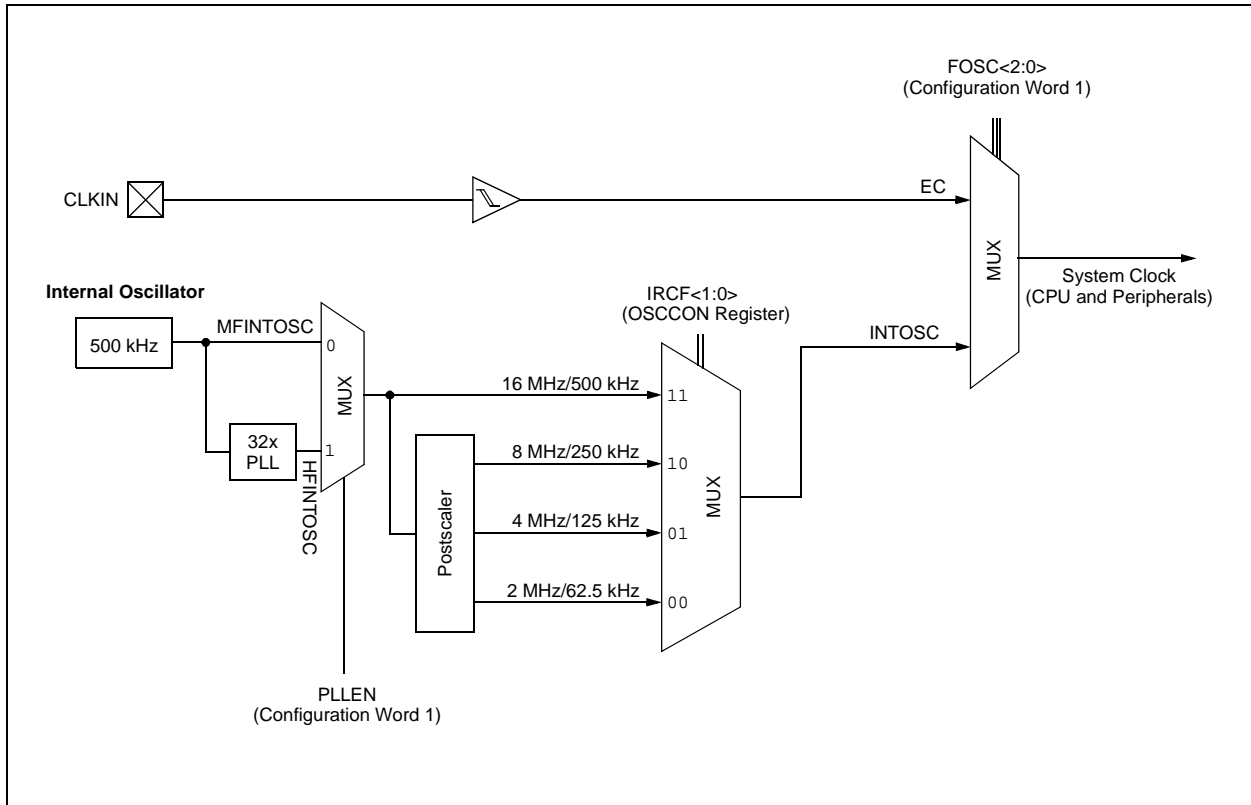 FOSC<2:0>
(Configuration Word 1)
CLKIN
EC
MUX
System Clock
(CPU and Peripherals)
Internal Oscillator
500 kHz
MFINTOSC
0
MUX
32x
PLL
1
HFINTOSC
PLLEN
(Configuration Word 1)
IRCF<1:0>
(OSCCON Register)
INTOSC
16 MHz/500 kHz
11
Postscaler
8 MHz/250 kHz
10
MUX
4 MHz/125 kHz
01
2 MHz/62.5 kHz
00